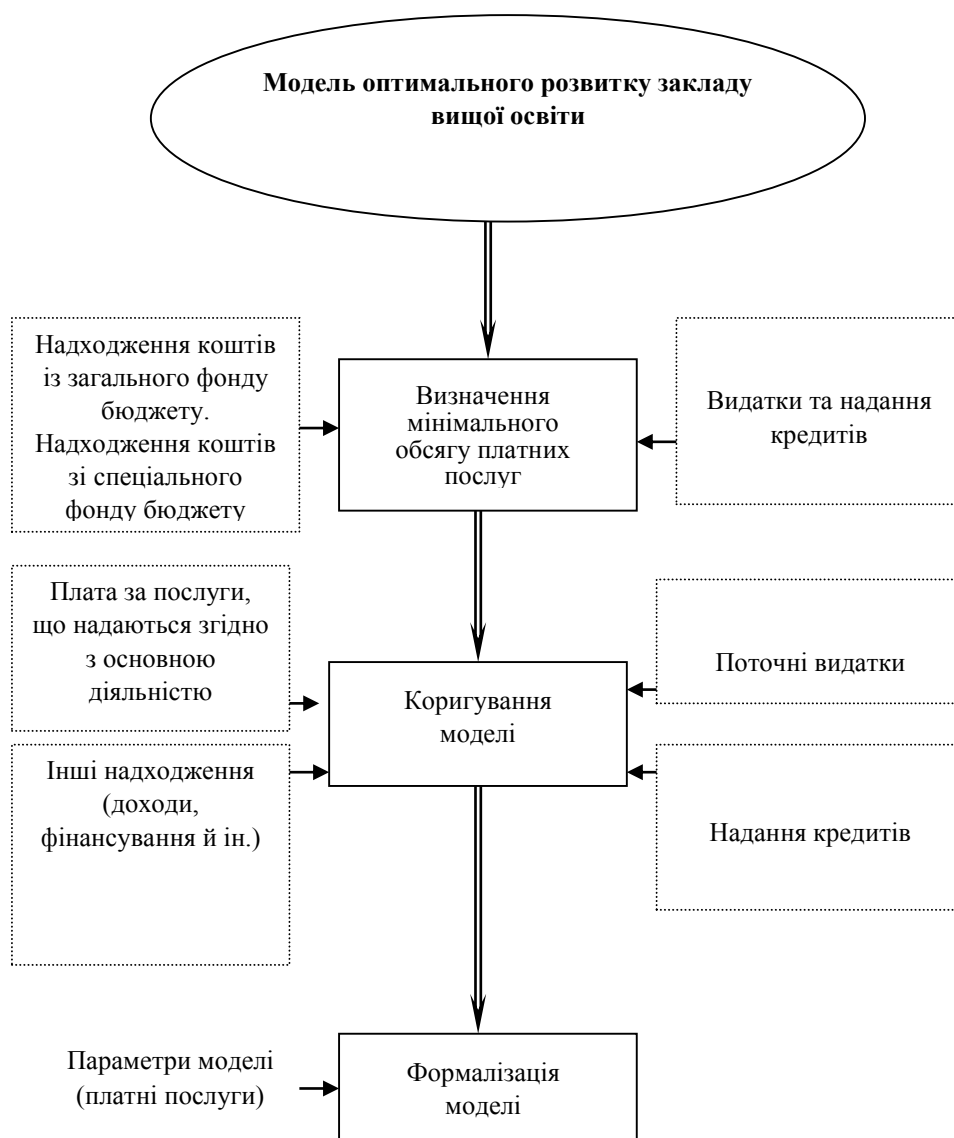 Модель оптимального розвитку закладу
вищої освіти
Надходження коштів
із загального фонду
бюджету.
Надходження коштів
зі спеціального
фонду бюджету
Визначення
мінімального
обсягу платних
послуг
Видатки та надання
кредитів
Плата за послуги,
що надаються згідно
з основною
діяльністю
Коригування
моделі
Поточні видатки
Інші надходження
(доходи,
фінансування й ін.)
Надання кредитів
Параметри моделі
(платні послуги)
Формалізація
моделі